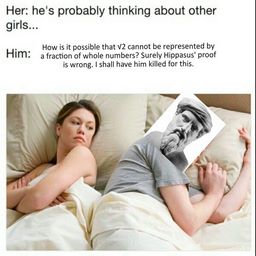 Her: he's probably thinking about other
girls...
Him:
How is it possible that √2 cannot be represented by
a fraction of whole numbers? Surely Hippasus' proof
is wrong. I shall have him killed for this.